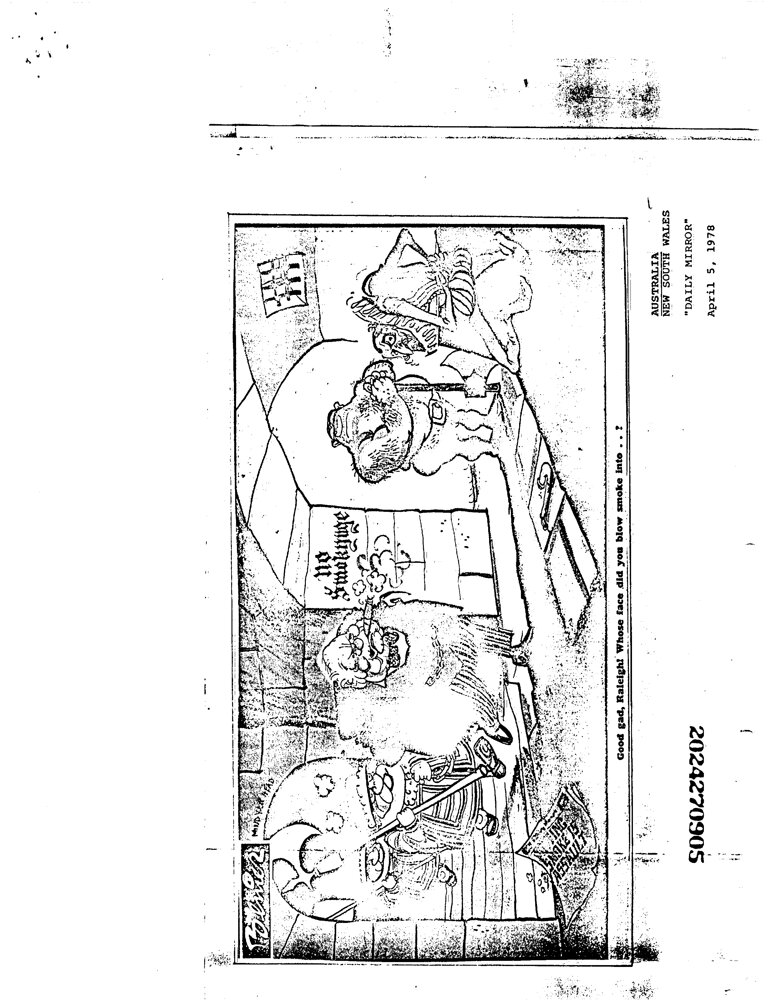 AUSTRALIA
NEW SOUTH WALES
"DAILY MIRROR"
April 5, 1978
no
Smokynge
Good gad, Raleigh! Whose face did you blow smoke into . . ?
2024270905